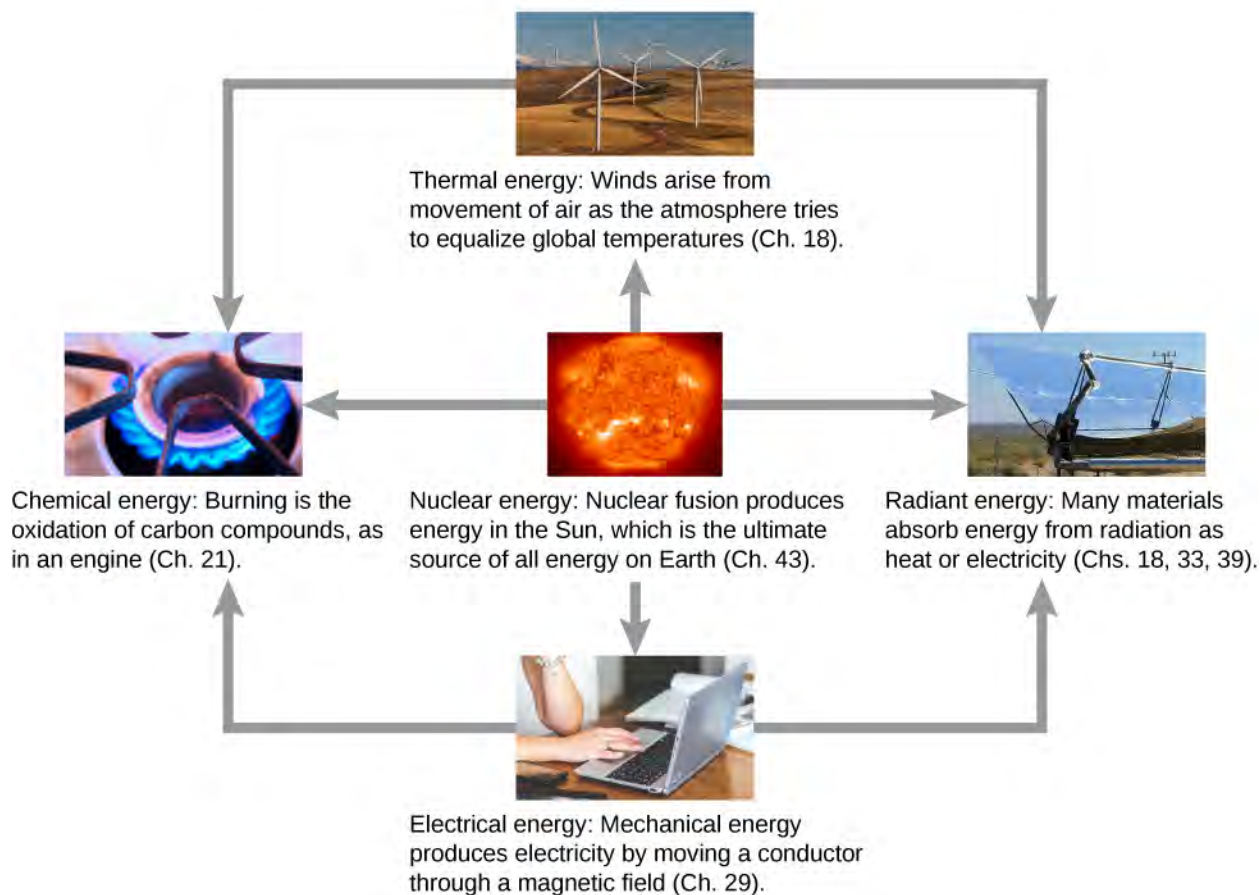 Thermal energy: Winds arise from
movement of air as the atmosphere tries
to equalize global temperatures (Ch. 18).
Chemical energy: Burning is the
oxidation of carbon compounds, as
in an engine (Ch. 21).
Nuclear energy: Nuclear fusion produces
energy in the Sun, which is the ultimate
source of all energy on Earth (Ch. 43).
Radiant energy: Many materials
absorb energy from radiation as
heat or electricity (Chs. 18, 33, 39).
Electrical energy: Mechanical energy
produces electricity by moving a conductor
through a magnetic field (Ch. 29).